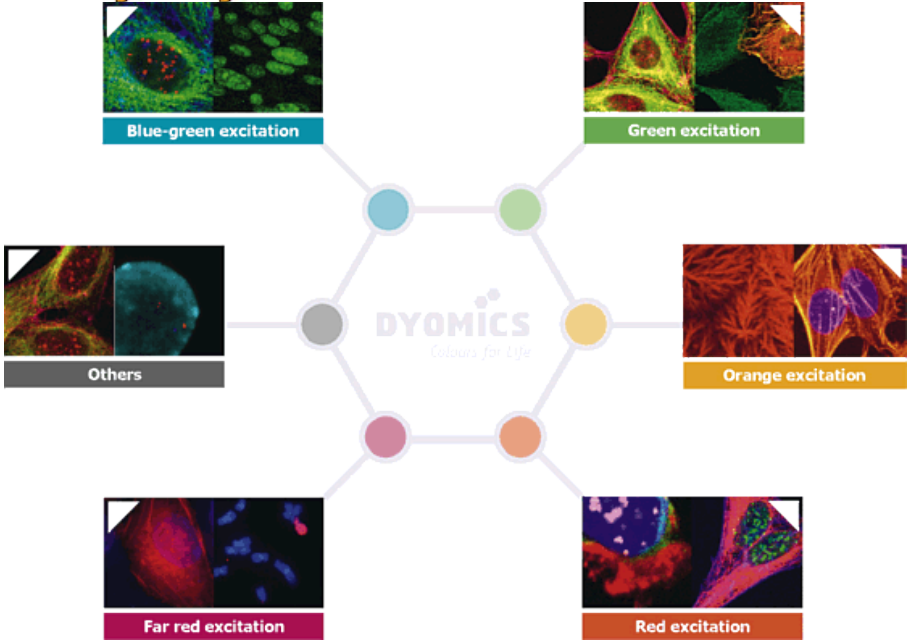 Blue-green excitation
Green excitation
DYOMICS
Colours for Life
Others
Orange excitation
Far red excitation
Red excitation